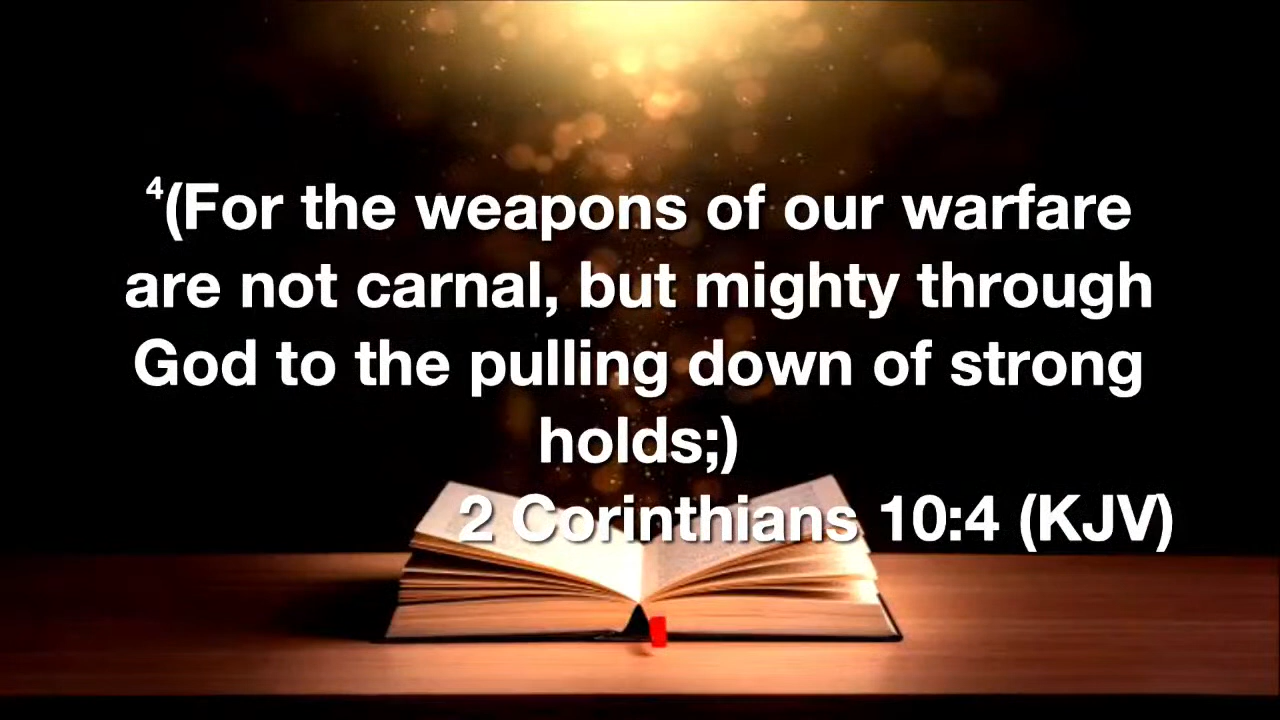 4(For the weapons of our warfare
are not carnal, but mighty through
God to the pulling down of strong
holds;)
2 Corinthians 10:4 (KJV)